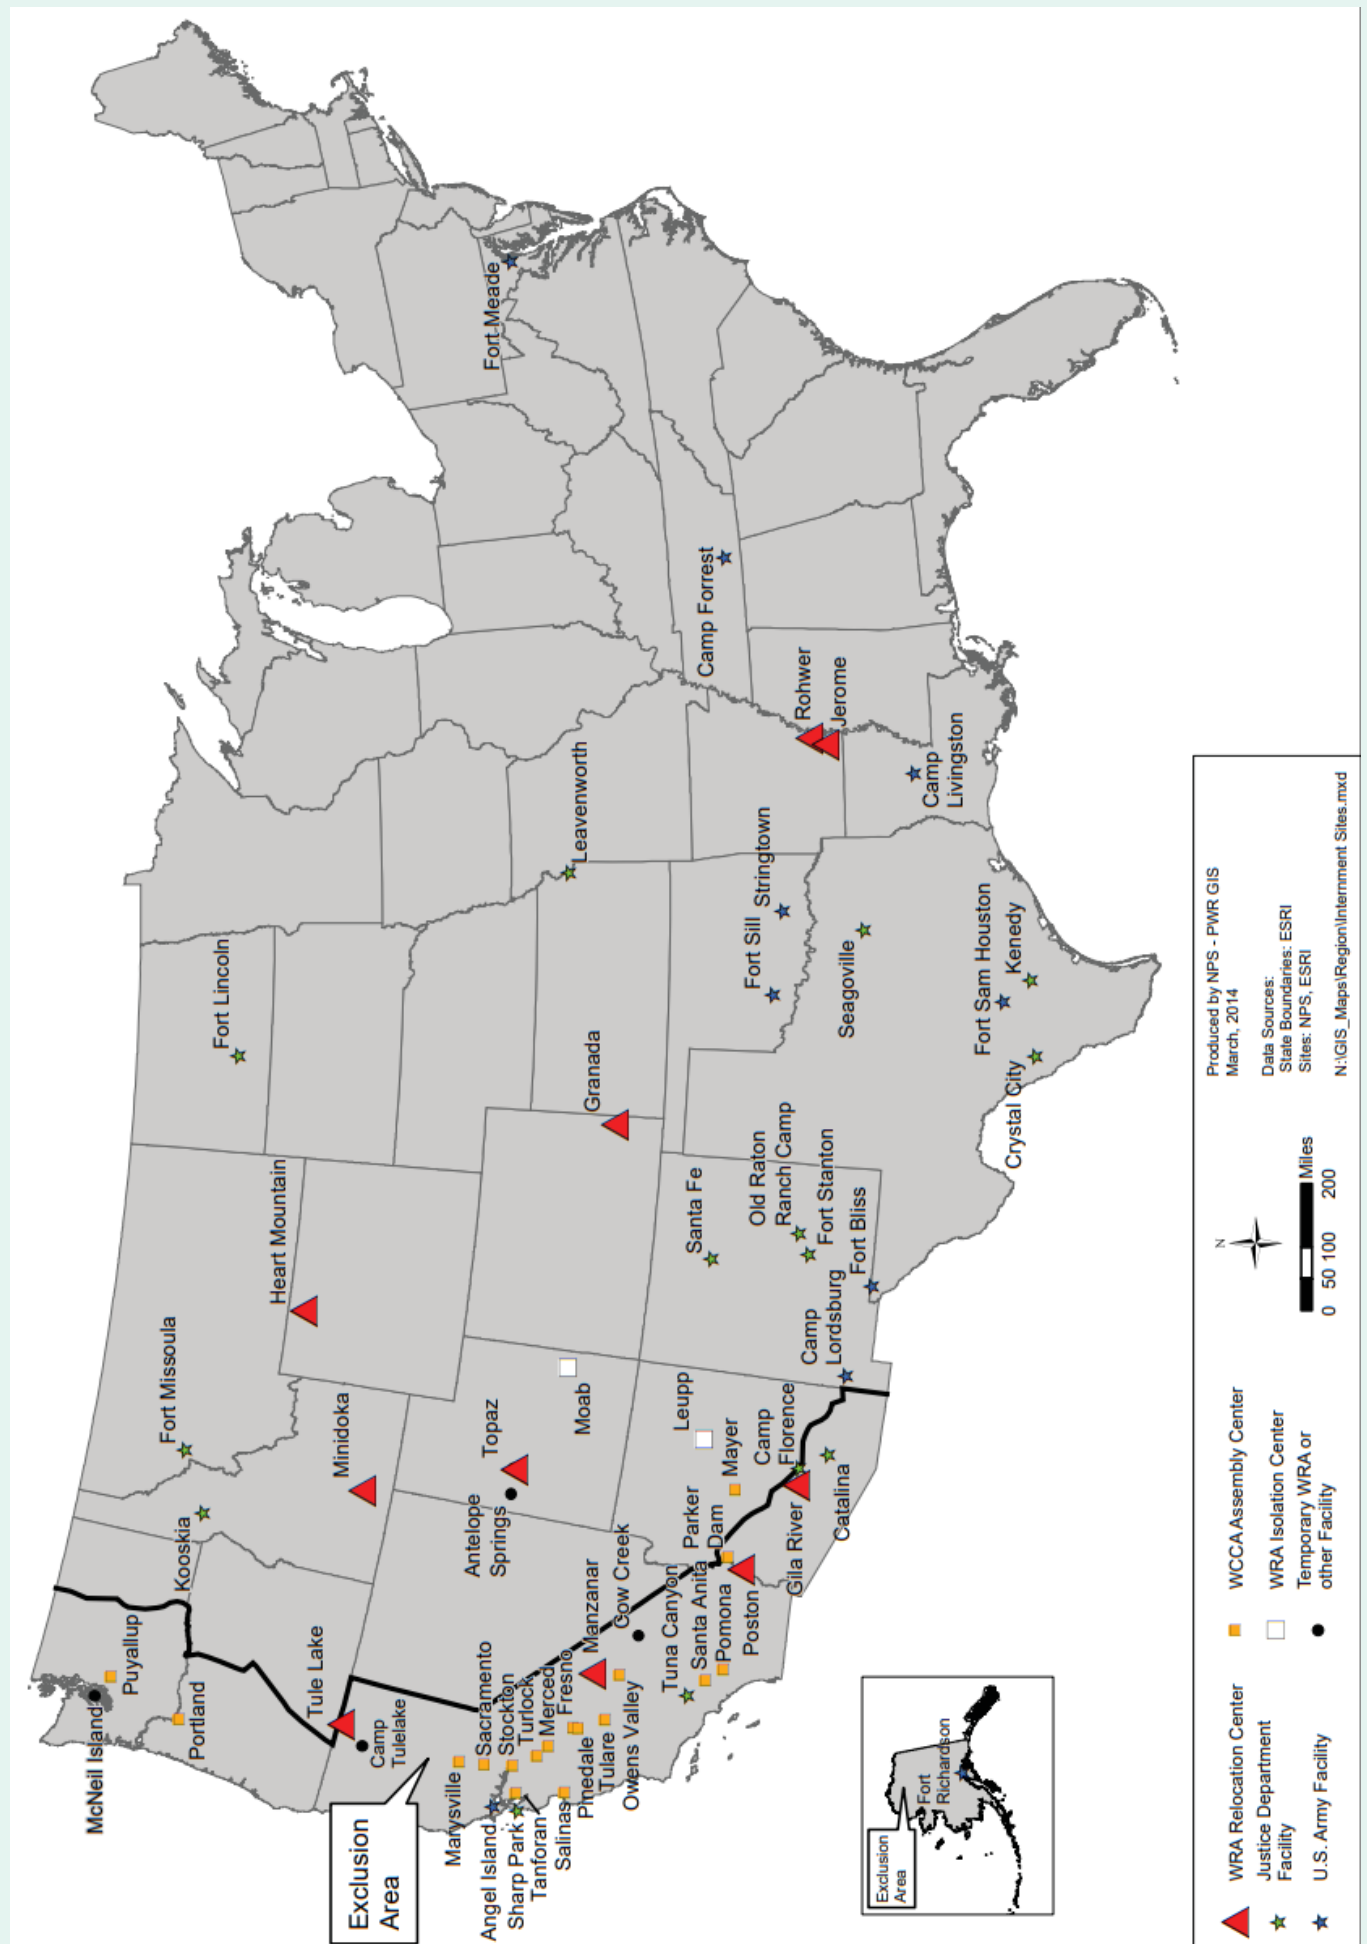 McNeil Island
Puyallup
Portland
Kooskia
Fort Missoula
Fort Lincoln
Heart Mountain
Minidoka
Tule Lake
Camp
Tulelake
Exclusion
Area
Marysville
Sacramento
Stockton
Turlock
Merced
Fresno
Angel Island
Sharp Park
Tanforan
Salinas
Pinedale
Tulare
Owens Valley
Manzanar
Cow Creek
Antelope
Springs
Topaz
Moab
Granada
Leavenworth
Fort Meade
Tuna Canyon
Santa Anita
Pomona
Poston
Parker
Dam
Mayer
Leupp
Camp
Florence
Gila River
Catalina
Camp
Lordsburg
Santa Fe
Old Raton
Ranch Camp
Fort Stanton
Fort Bliss
Fort Sill
Stringtown
Seagoville
Fort Sam Houston
Kenedy
Crystal City
Camp Forrest
Rohwer
Jerome
Camp
Livingston
Exclusion
Area
Fort
Richardson
WRA Relocation Center
Justice Department
Facility
U.S. Army Facility
WCCA Assembly Center
WRA Isolation Center
Temporary WRA or
other Facility
N
0 50 100 200
Miles
Produced by NPS - PWR GIS
March, 2014
Data Sources:
State Boundaries: ESRI
Sites: NPS, ESRI
N:\GIS_Maps\Region\Internment Sites.mxd